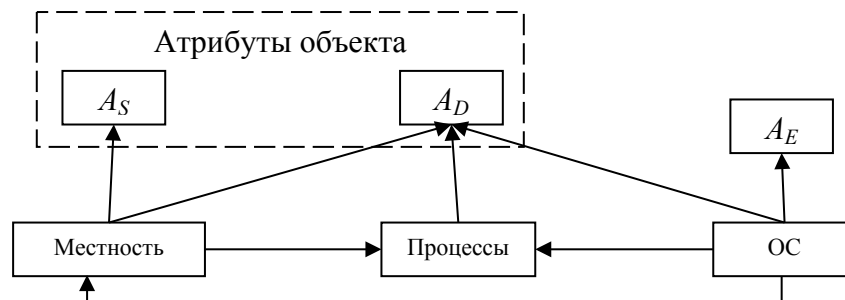 Атрибуты объекта
A_S
A_D
A_E
Местность
Процессы
ОС